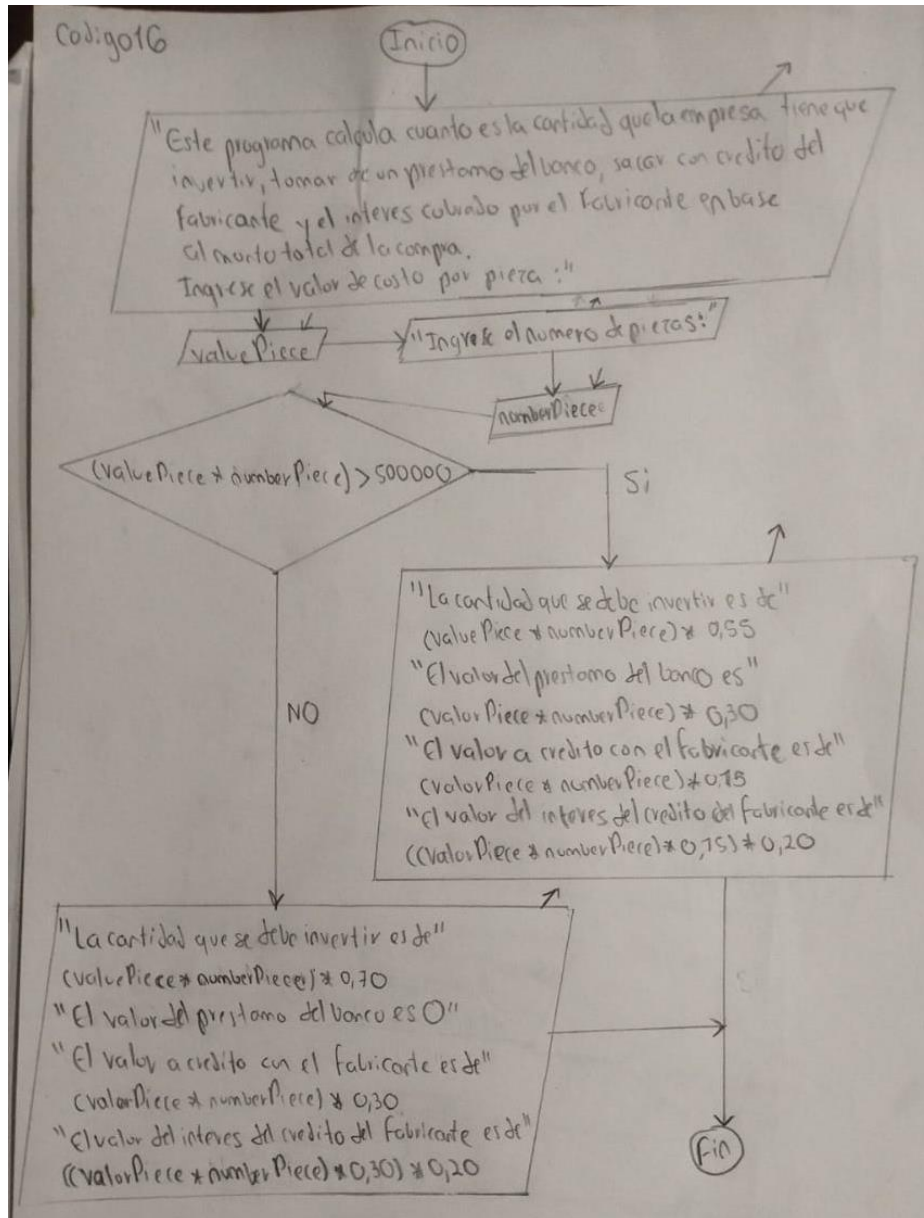 Codigo16
Inicio
"Este programa calcula cuanto es la cantidad que la empresa tiene que
invertir, tomar de un prestamo del banco, sacar con credito del
fabricante y el interes cobrado por el fabricante en base
al monto total de la compra.
Ingrese el valor de costo por pieza :"
valuePiece
"Ingrese el numero de piezas:"
numberPiece
(valuePiece * numberPiece) > 500000
Si
NO
"La cantidad que se debe invertir es de"
(valuePiece * numberPiece) * 0,55
"El valor del prestamo del banco es"
(valorPiece * numberPiece) * 0,30
"El valor a credito con el fabricante es de"
(valorPiece * numberPiece) * 0,15
"El valor del interes del credito del fabricante es de"
((valorPiece * numberPiece) * 0,15) * 0,20
"La cantidad que se debe invertir es de"
(valuePiece * numberPiece) * 0,70
"El valor del prestamo del banco es 0"
"El valor a credito con el fabricante es de"
(valorPiece * numberPiece) * 0,30
"El valor del interes del credito del fabricante es de"
((valorPiece * numberPiece) * 0,30) * 0,20
Fin